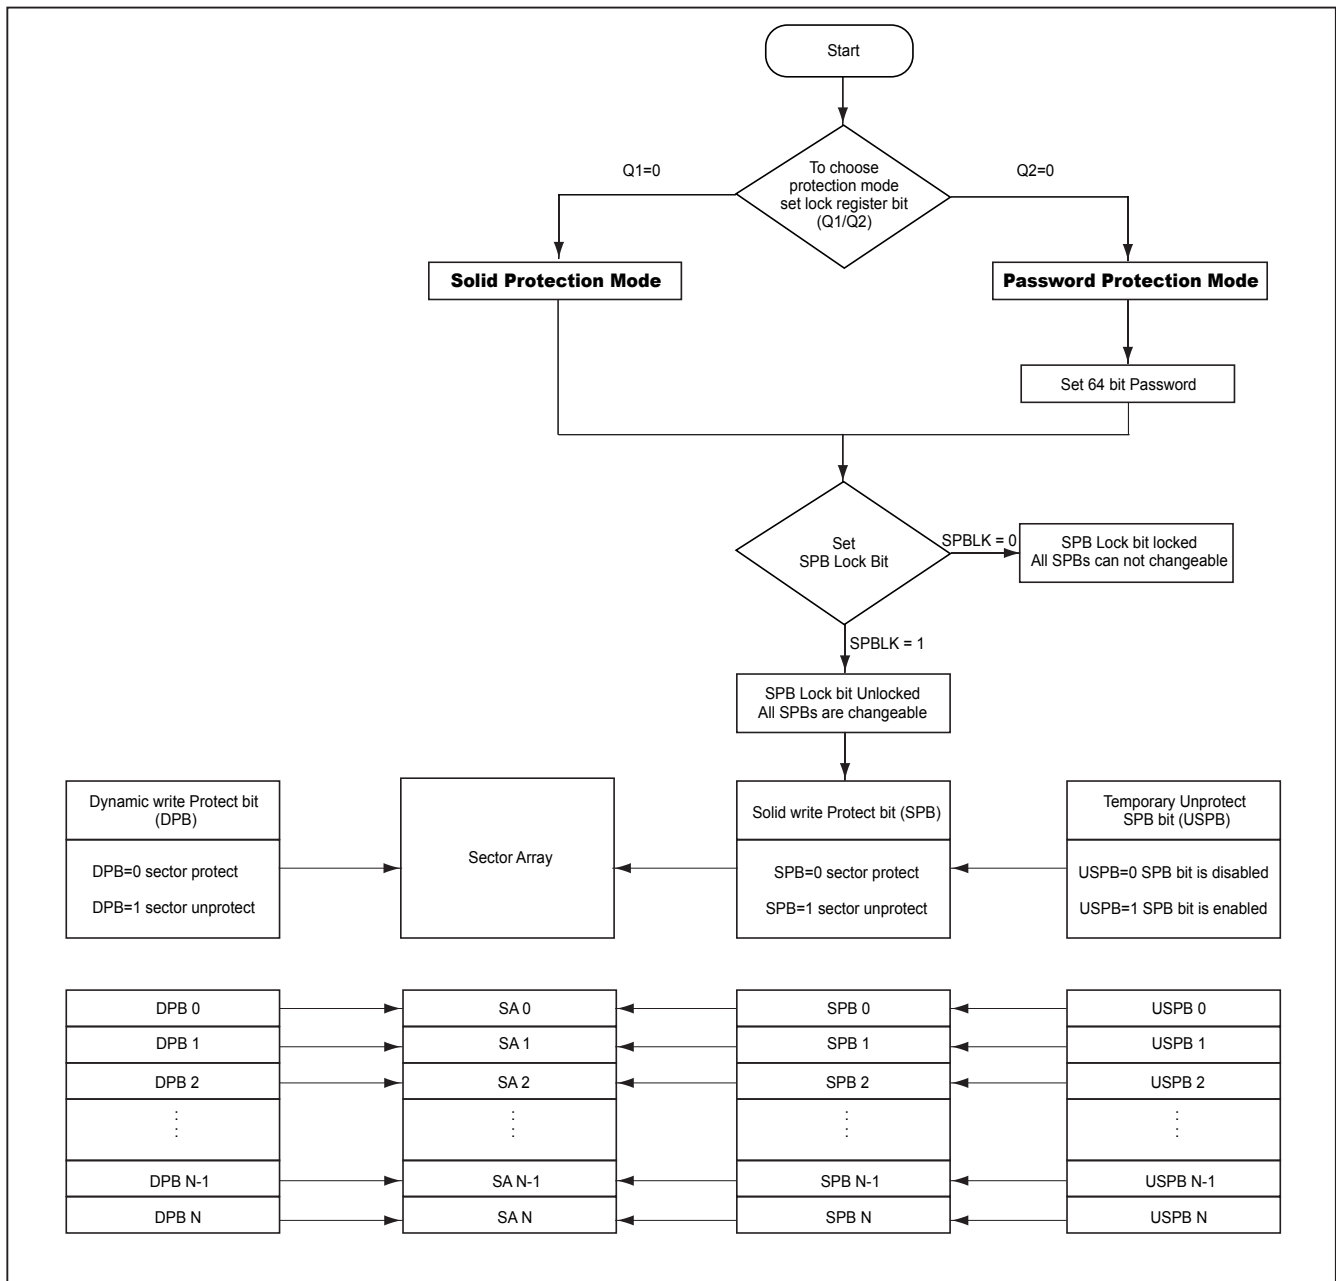 Start
To choose
protection mode
set lock register bit
(Q1/Q2)
Q1=0
Q2=0
Solid Protection Mode
Password Protection Mode
Set 64 bit Password
Set
SPB Lock Bit
SPBLK = 0
SPB Lock bit locked
All SPBs can not changeable
SPBLK = 1
SPB Lock bit Unlocked
All SPBs are changeable
Dynamic write Protect bit
(DPB)
DPB=0 sector protect
DPB=1 sector unprotect
Sector Array
Solid write Protect bit (SPB)
SPB=0 sector protect
SPB=1 sector unprotect
Temporary Unprotect
SPB bit (USPB)
USPB=0 SPB bit is disabled
USPB=1 SPB bit is enabled
DPB 0
SA 0
SPB 0
USPB 0
DPB 1
SA 1
SPB 1
USPB 1
DPB 2
SA 2
SPB 2
USPB 2
DPB N-1
SA N-1
SPB N-1
USPB N-1
DPB N
SA N
SPB N
USPB N